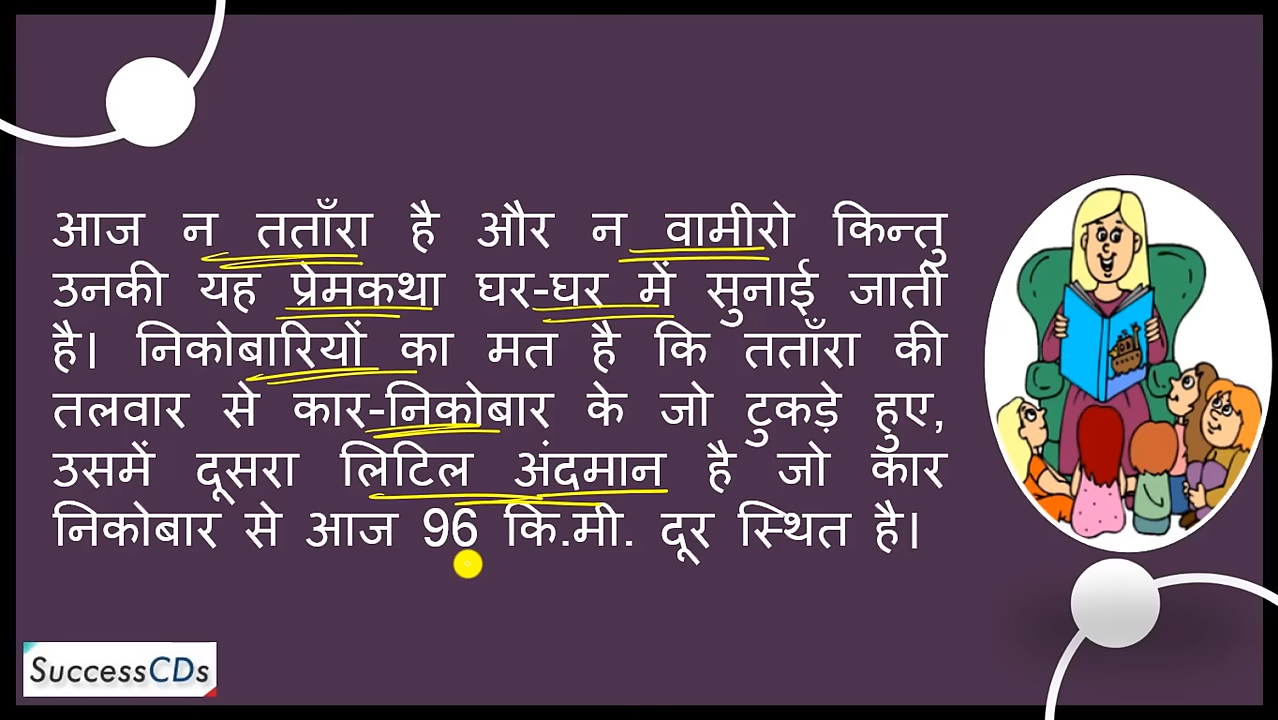 आज न तताँरा है और न वामीरो किन्तु
उनकी यह प्रेमकथा घर-घर में सुनाई जाती
है। निकोबारियों का मत है कि तताँरा की
तलवार से कार-निकोबार के जो टुकड़े हुए,
उसमें दूसरा लिटिल अंदमान है जो कार
निकोबार से आज 96 कि.मी. दूर स्थित है।
SuccessCDs